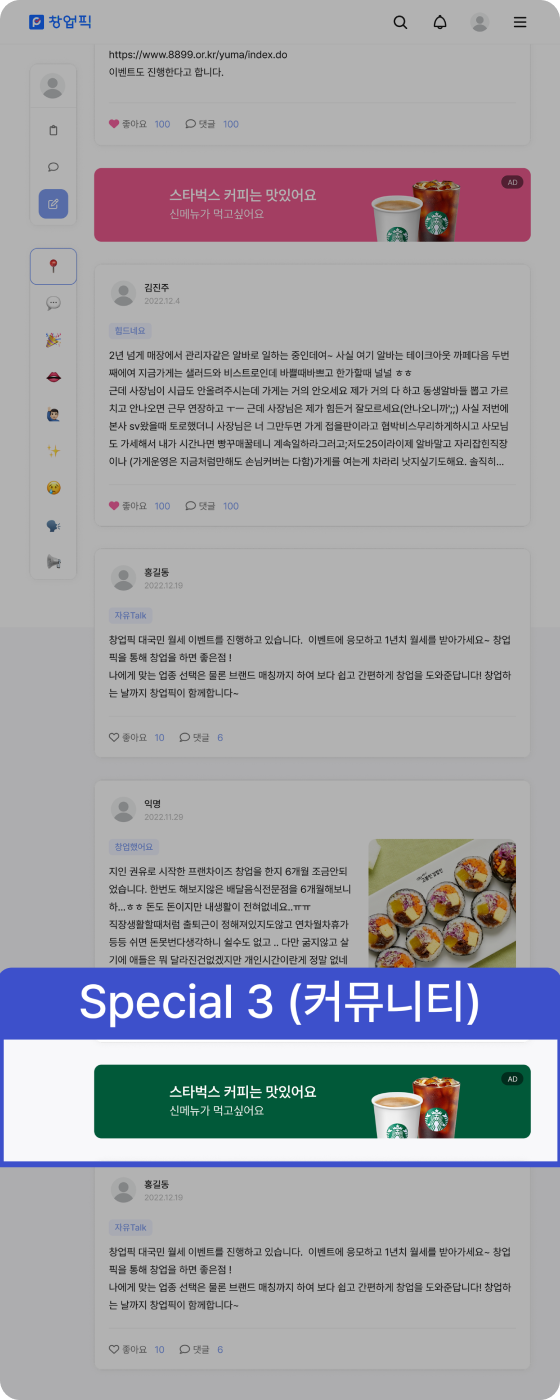 창업픽
https://www.8899.or.kr/yuma/index.do
이벤트도 진행한다고 합니다.
좋아요 100 댓글 100
AD
스타벅스 커피는 맛있어요
신메뉴가 먹고싶어요
김진주
2022.12.4
힘드네요
2년 넘게 매장에서 관리자같은 알바로 일하는 중인데여~ 사실 여기 알바는 테이크아웃 까페다음 두번
째에여 지금가게는 샐러드와 비스트로인데 바쁠때바쁘고 한가할때 널널 ㅎㅎ
근데 사장님이 시급도 안올려주시는데 가게는 거의 안오세요 제가 거의 다 하고 동생알바들 뽑고 가르
치고 안나오면 근무 연장하고 ㅜㅡ 근데 사장님은 제가 힘든거 잘모르세요(안나오니까';;) 사실 저번에
본사 sv왔을때 토로했더니 사장님은 너 그만두면 가게 접을판이라고 협박비스무리하게하시고 사모님
도 가세해서 내가 시간나면 빵꾸매꿀테니 계속일하라그러고;저도25이라이제 알바말고 자리잡힌직장
이나 (가게운영은 지금처럼만해도 손님커버는 다함)가게를 여는게 차라리 낫지싶기도해요. 솔직히...
좋아요 100 댓글 100
홍길동
2022.12.19
자유Talk
창업픽 대국민 월세 이벤트를 진행하고 있습니다. 이벤트에 응모하고 1년치 월세를 받아가세요~ 창업
픽을 통해 창업을 하면 좋은점 !
나에게 맞는 업종 선택은 물론 브랜드 매칭까지 하여 보다 쉽고 간편하게 창업을 도와준답니다! 창업하
는 날까지 창업픽이 함께합니다~
좋아요 10 댓글 6
익명
2022.11.29
창업했어요
지인 권유로 시작한 프랜차이즈 창업을 한지 6개월 조금안되
었습니다. 한번도 해보지않은 배달음식전문점을 6개월해보니
하...ㅎㅎ 돈도 돈이지만 내생활이 전혀없네요..ㅠㅠ
직장생활할때처럼 출퇴근이 정해져있지도않고 연차월차휴가
등등 쉬면 돈못번다생각하니 쉴수도 없고 .. 다만 굶지않고 살
기에 애들은 뭐 달라진건없겠지만 개인시간이란게 정말 없네
Special 3 (커뮤니티)
AD
스타벅스 커피는 맛있어요
신메뉴가 먹고싶어요
홍길동
2022.12.19
자유Talk
창업픽 대국민 월세 이벤트를 진행하고 있습니다. 이벤트에 응모하고 1년치 월세를 받아가세요~ 창업
픽을 통해 창업을 하면 좋은점 !
나에게 맞는 업종 선택은 물론 브랜드 매칭까지 하여 보다 쉽고 간편하게 창업을 도와준답니다! 창업하
는 날까지 창업픽이 함께합니다~
좋아요 10 댓글 6